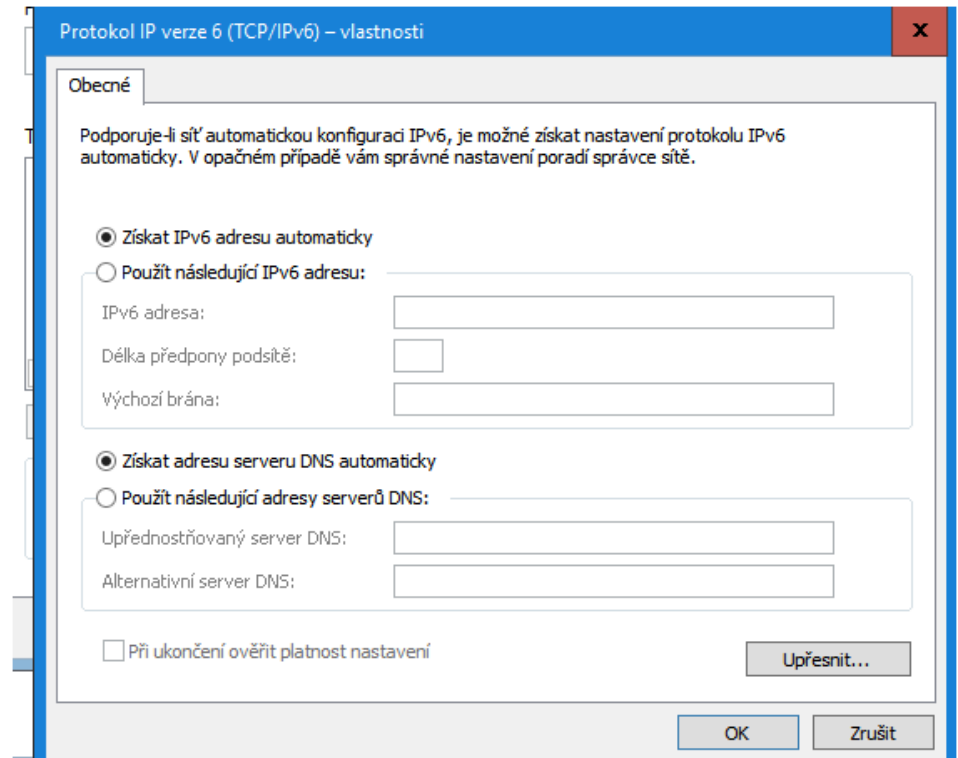 Protokol IP verze 6 (TCP/IPv6) – vlastnosti
x
Obecné
Podporuje-li síť automatickou konfiguraci IPv6, je možné získat nastavení protokolu IPv6
automaticky. V opačném případě vám správné nastavení poradí správce sítě.
Získat IPv6 adresu automaticky
Použít následující IPv6 adresu:
IPv6 adresa:
Délka předpony podsítě:
Výchozí brána:
Získat adresu serveru DNS automaticky
Použít následující adresy serverů DNS:
Upřednostňovaný server DNS:
Alternativní server DNS:
Při ukončení ověřit platnost nastavení
Upřesnit...
OK
Zrušit